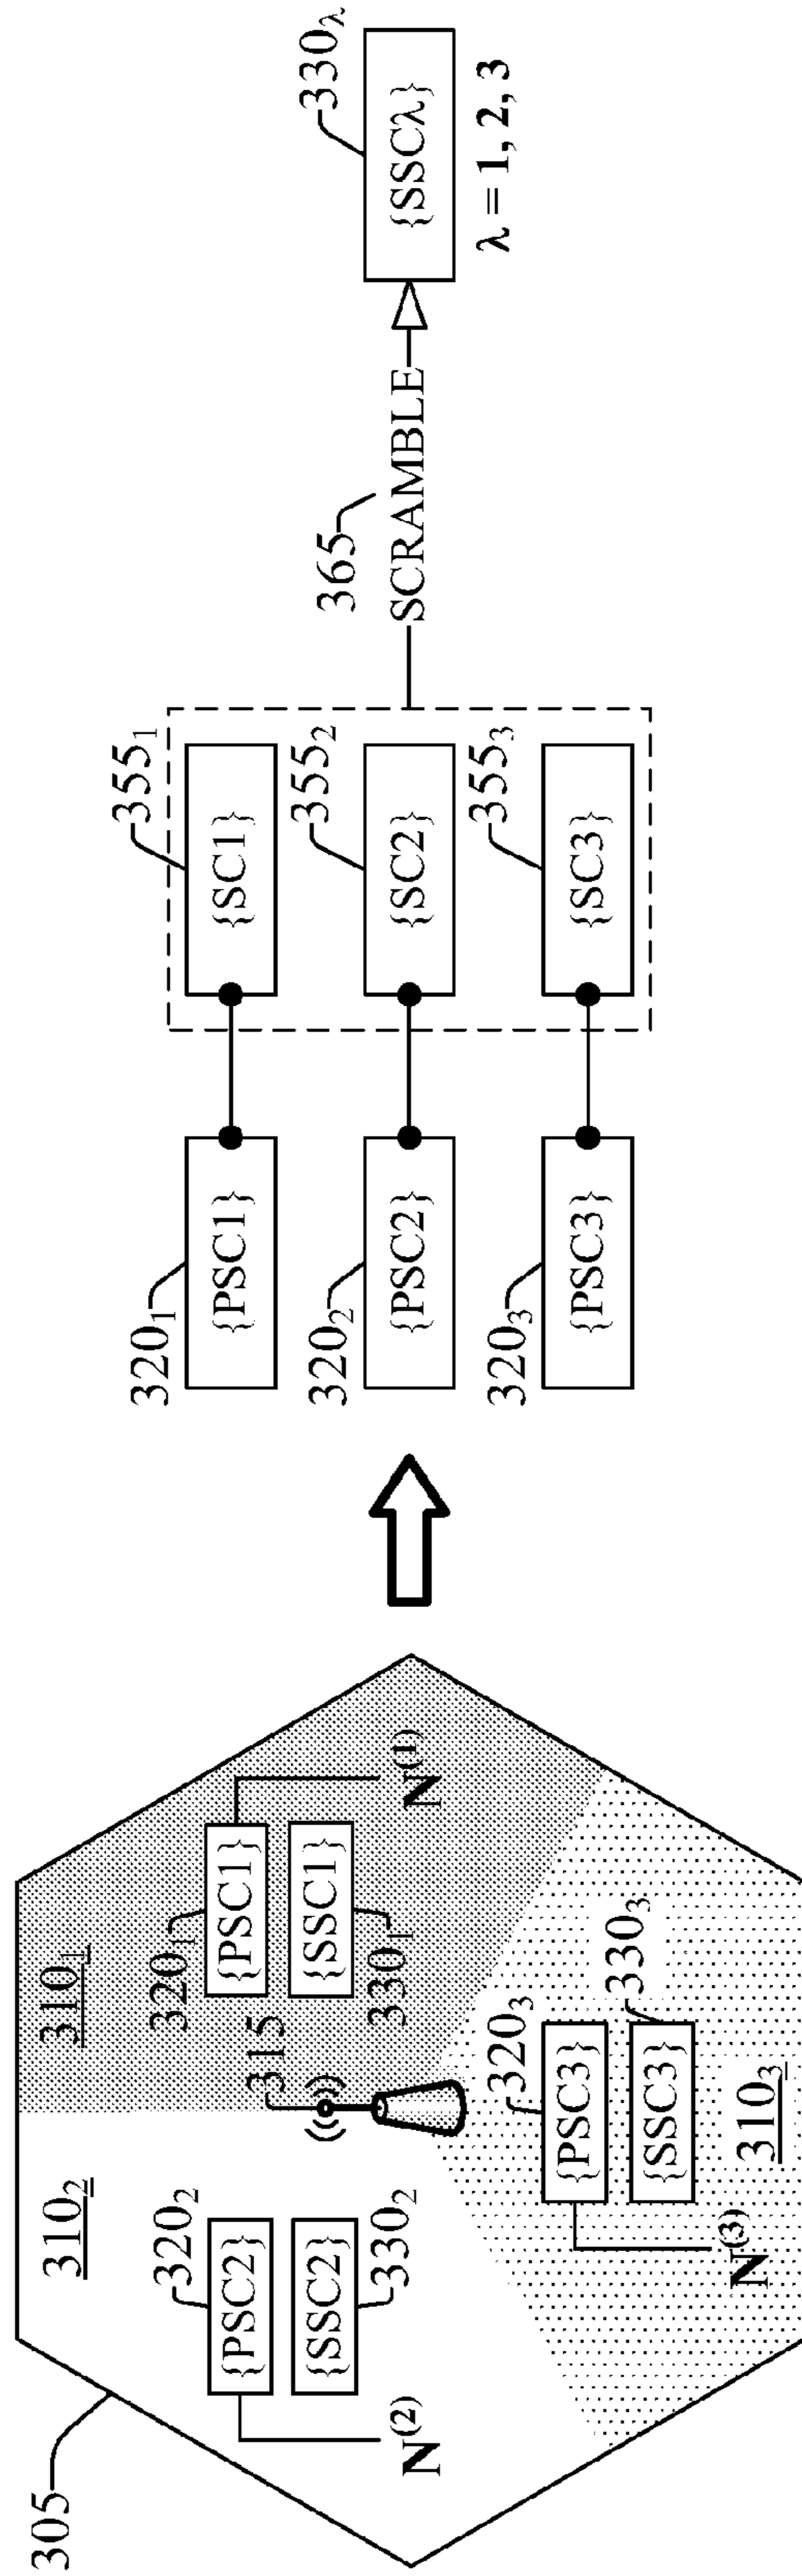 305
310₂
310₁
320₂
{PSC2}
{SSC2}
330₂
N⁽²⁾
315
320₁
{PSC1}
{SSC1}
330₁
N⁽¹⁾
320₃
{PSC3}
{SSC3}
330₃
N⁽³⁾
310₃
320₁
{PSC1}
355₁
{SC1}
320₂
{PSC2}
355₂
{SC2}
320₃
{PSC3}
355₃
{SC3}
365
SCRAMBLE
330λ
{SSCλ}
λ = 1, 2, 3